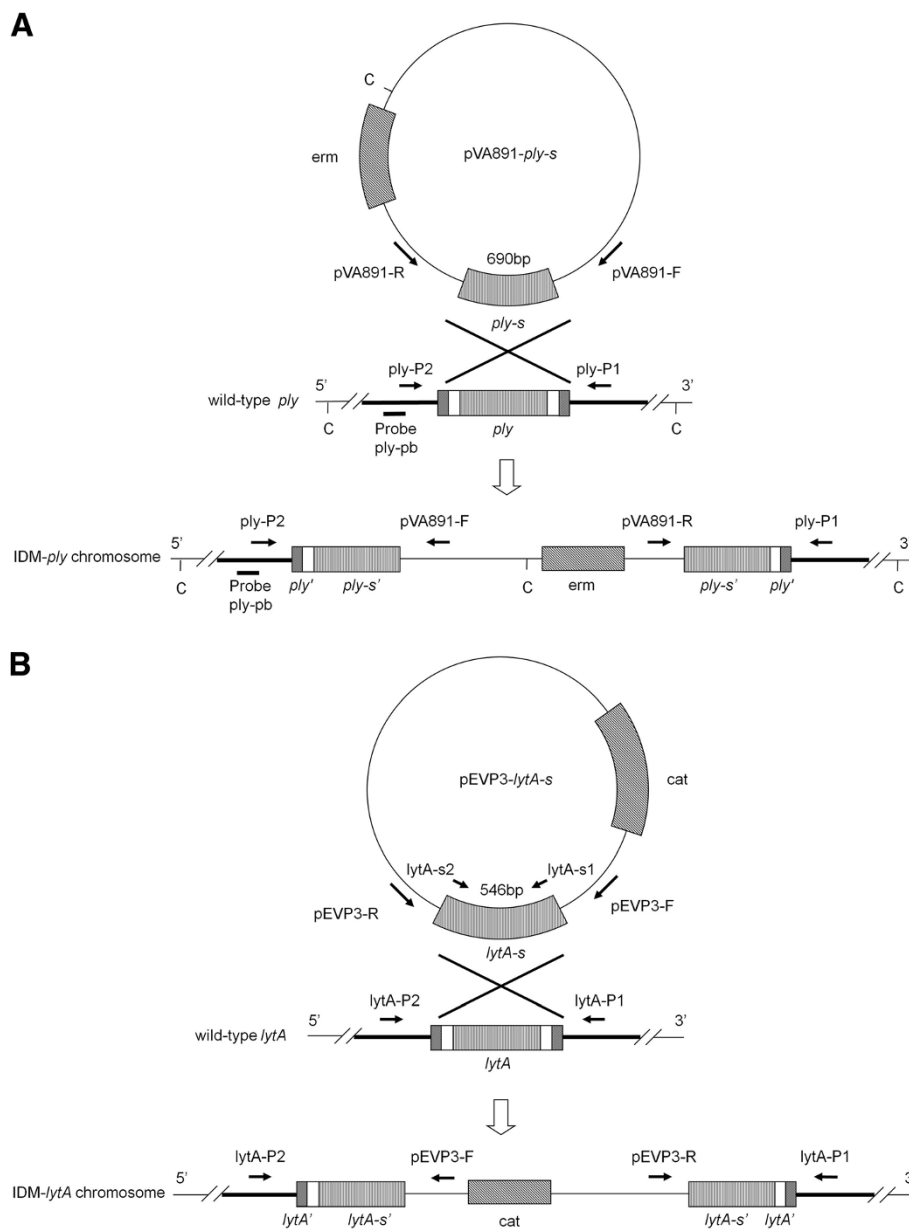 A
C
erm
pVA891-ply-s
pVA891-R
690bp
pVA891-F
ply-s
ply-P2
ply-P1
wild-type ply
5’
3’
C
Probe
ply-pb
ply
C
ply-P2
pVA891-F
pVA891-R
ply-P1
IDM-ply chromosome
5’
3
C
Probe
ply-pb
ply’
ply-s’
C
erm
ply-s’
ply’
C
B
pEVP3-lytA-s
cat
lytA-s2
546bp
lytA-s1
pEVP3-R
pEVP3-F
lytA-s
lytA-P2
lytA-P1
wild-type lytA
5’
3’
lytA
lytA-P2
pEVP3-F
pEVP3-R
lytA-P1
IDM-lytA chromosome
5’
3
lytA’
lytA-s’
cat
lytA-s’
lytA’